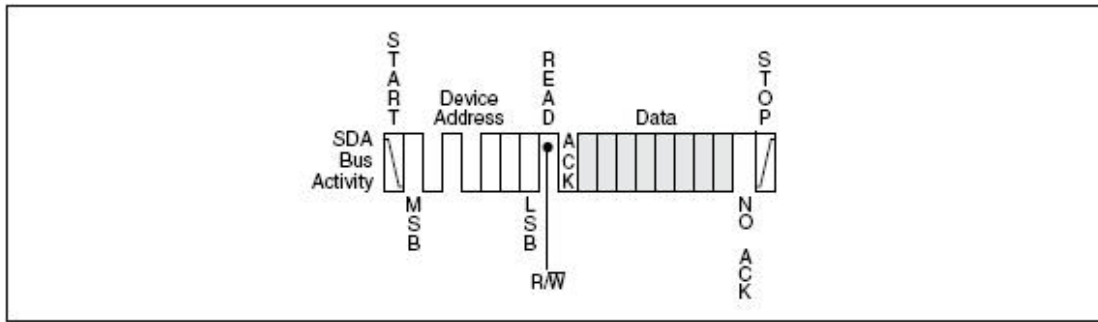 START
READ
STOP
Device
Address
Data
SDA
Bus
Activity
ACK
MSB
LSB
NO ACK
R/W̅